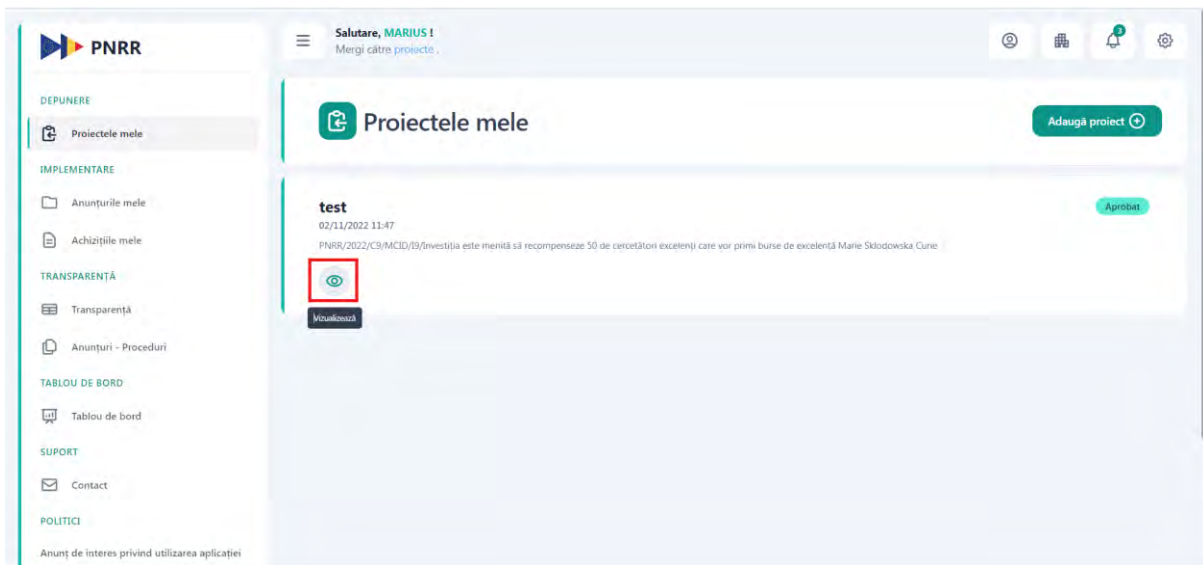 PNRR
Salutare, MARIUS !
Mergi către proiecte .
3
DEPUNERE
Proiectele mele
IMPLEMENTARE
Anunțurile mele
Achizițiile mele
TRANSPARENȚĂ
Transparență
Anunțuri - Proceduri
TABLOU DE BORD
Tablou de bord
SUPORT
Contact
POLITICI
Anunț de interes privind utilizarea aplicației
Proiectele mele
Adaugă proiect
test
Aprobat
02/11/2022 11:47
PNRR/2022/C9/MCID/I9/Investiția este menită să recompenseze 50 de cercetători excelenți care vor primi burse de excelență Marie Sklodowska Curie
Vizualizează